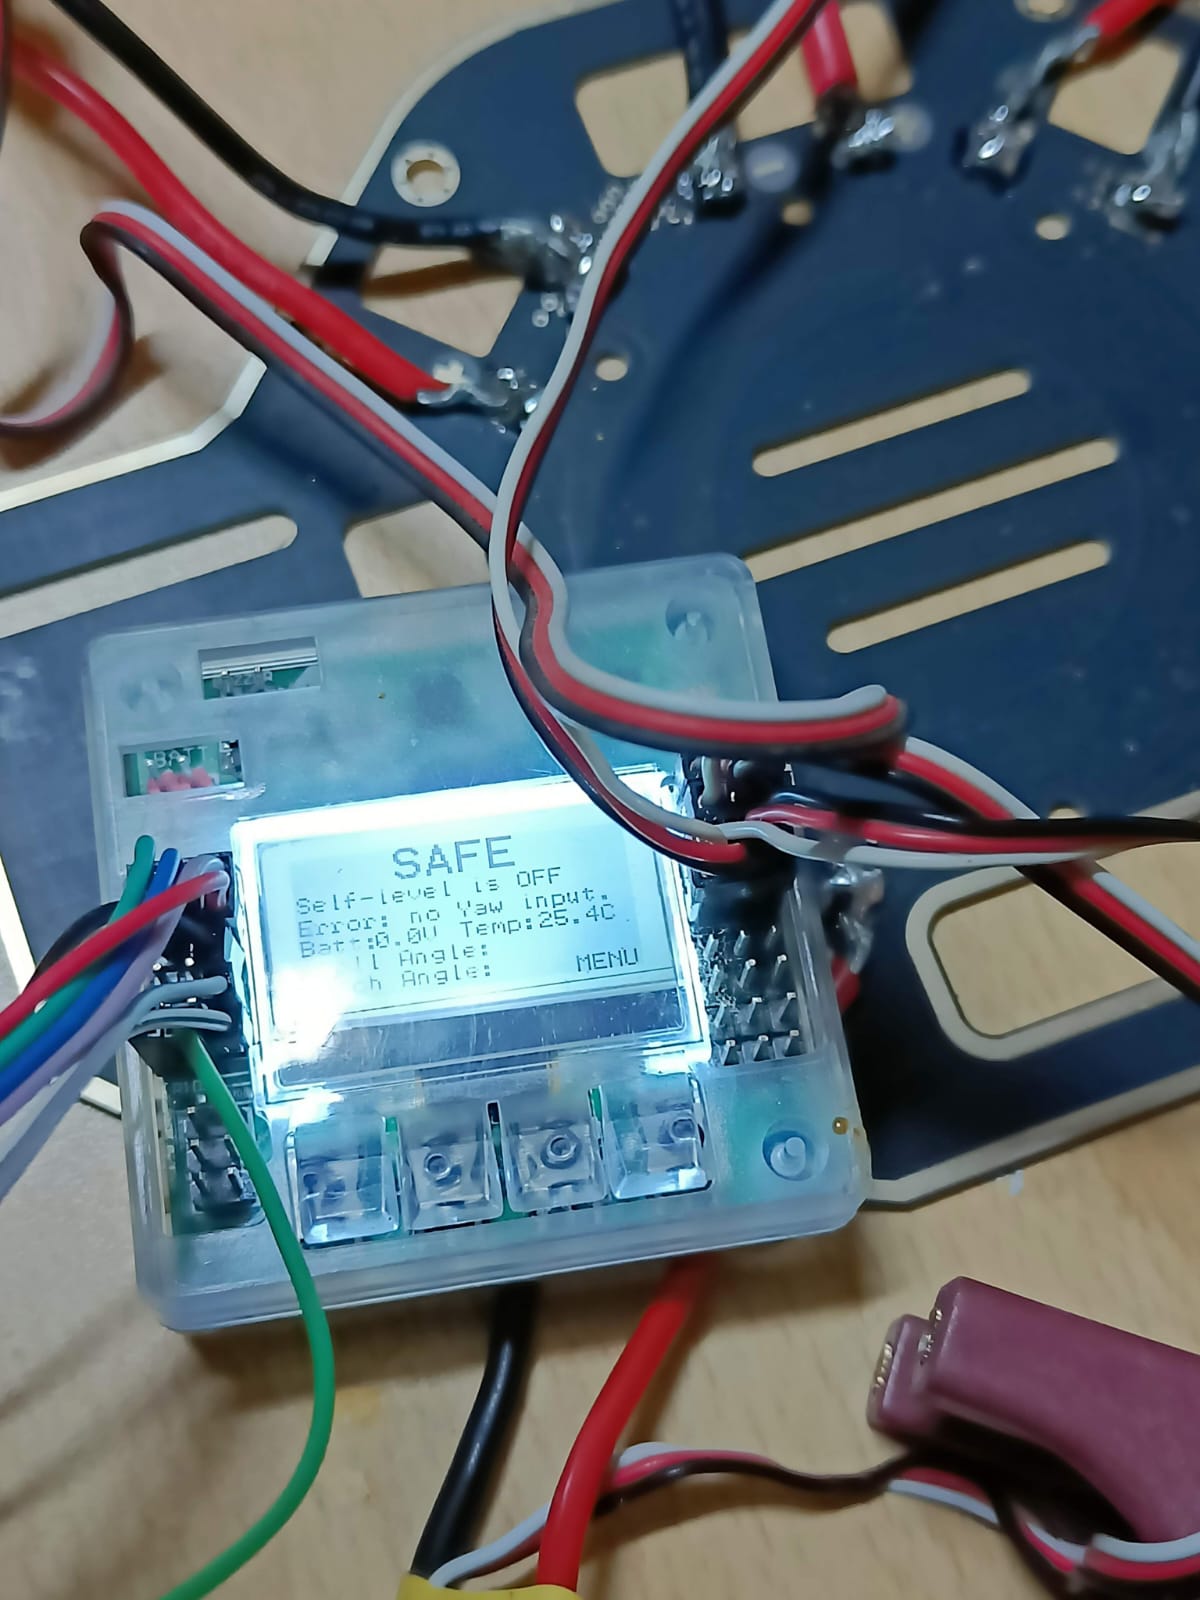 BATT
SAFE
Self-level is OFF
Error: no Yaw input.
Batt:0.0V Temp:25.4C
Angle:
Angle:
MENU